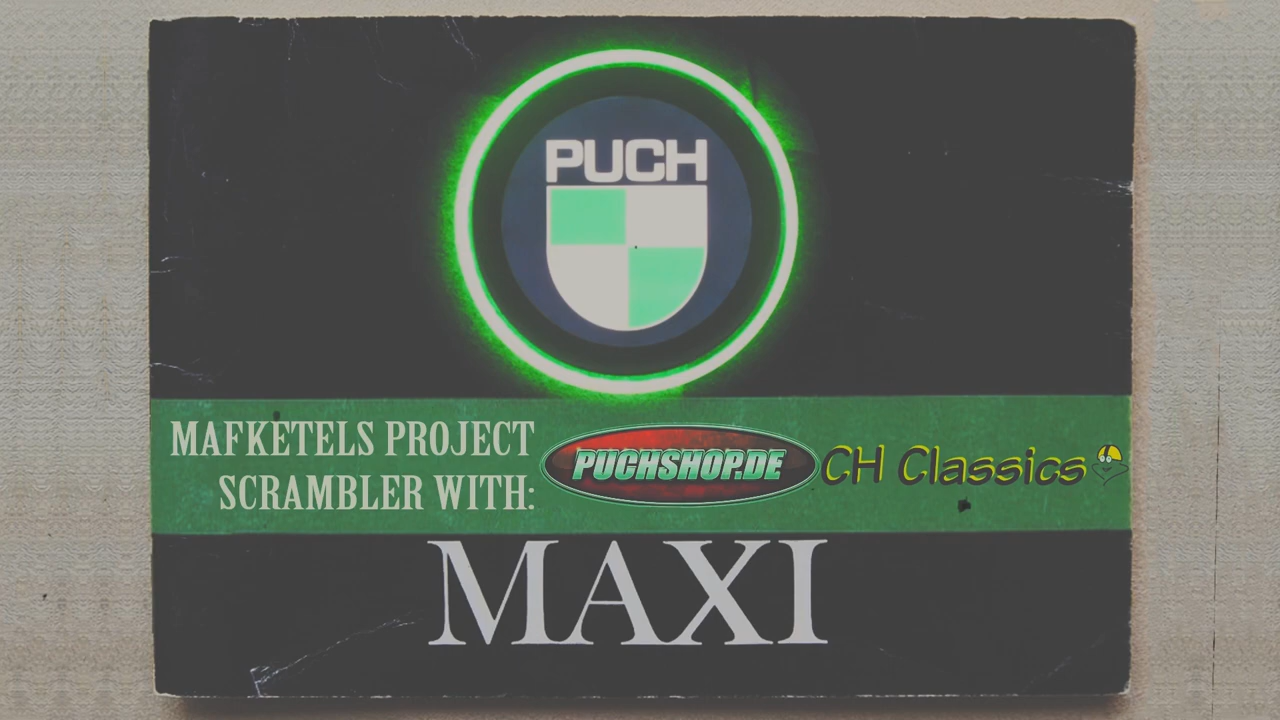 PUCH
MAFKETELS PROJECT
SCRAMBLER WITH:
PUCHSHOP.DE
CH Classics
MAXI